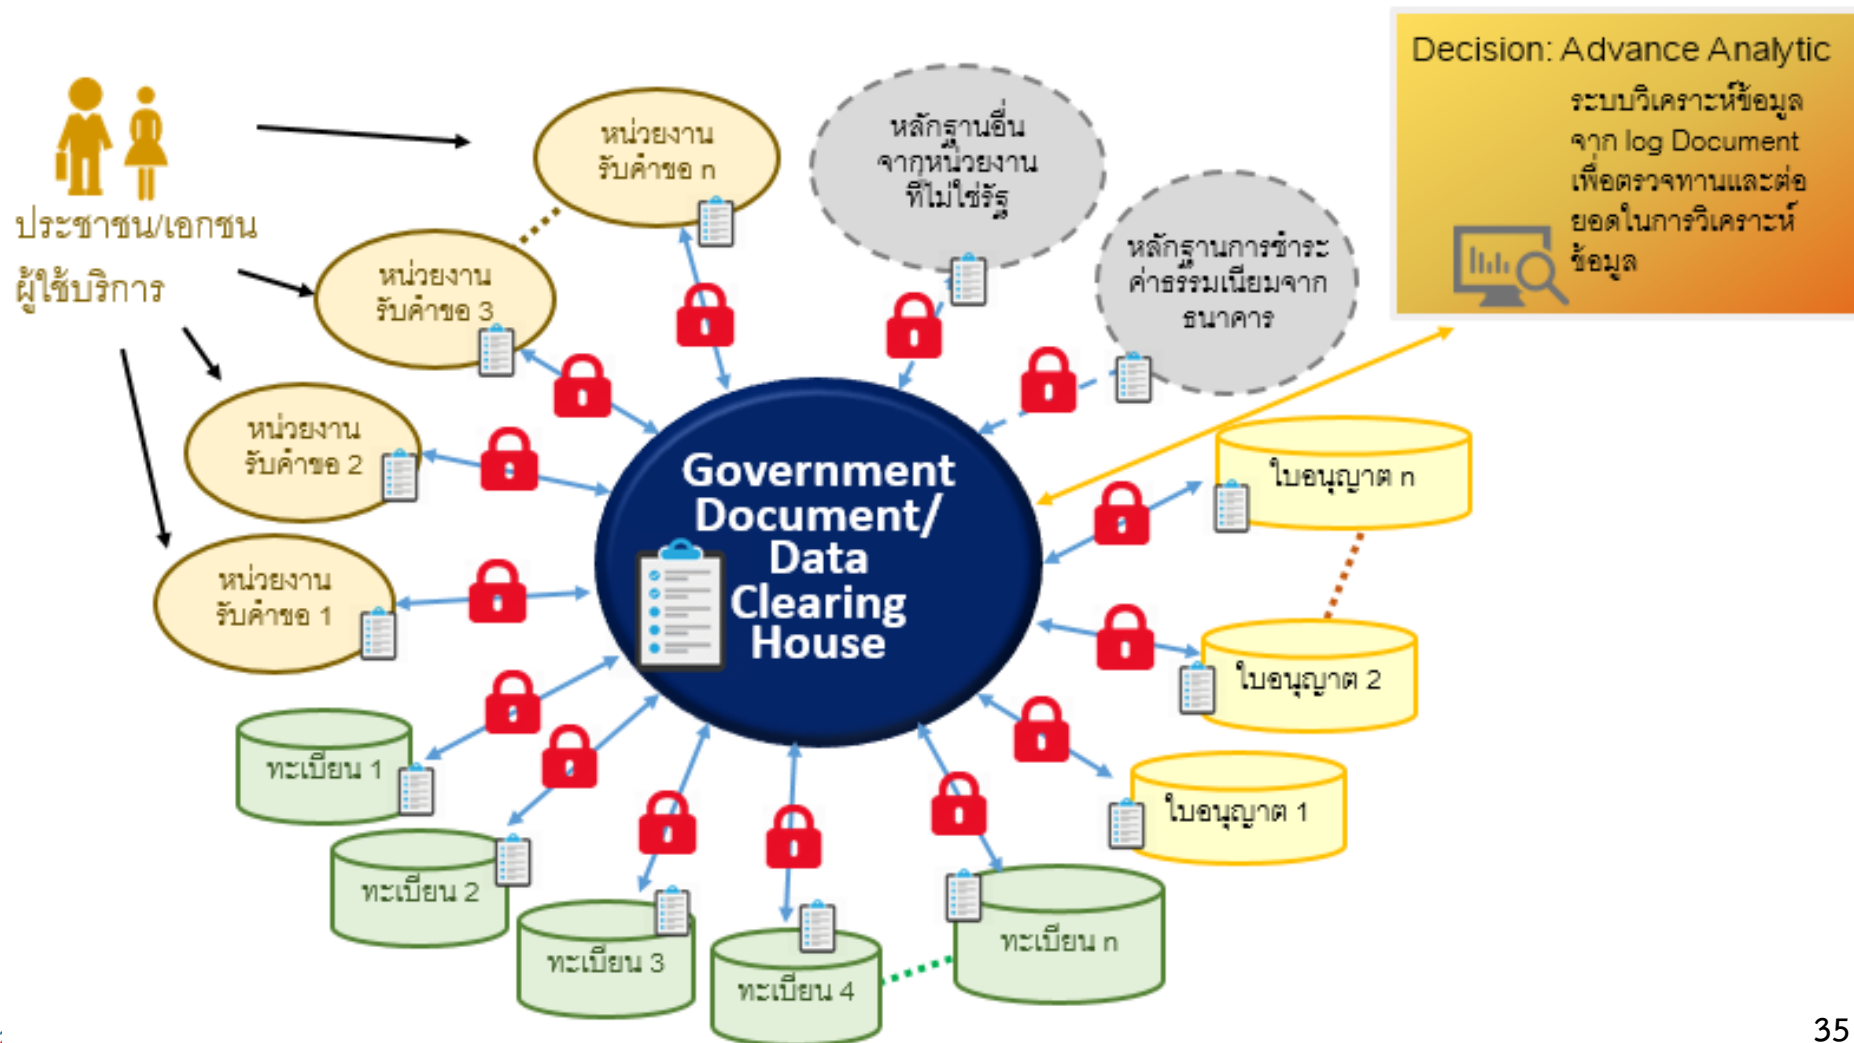 Decision: Advance Analytic
ระบบวิเคราะห์ข้อมูล
จาก log Document
เพื่อตรวจทานและต่อ
ยอดในการวิเคราะห์
ข้อมูล
ประชาชน/เอกชน
ผู้ใช้บริการ
หน่วยงาน
รับคำขอ n
หลักฐานอื่น
จากหน่วยงาน
ที่ไม่ใช่รัฐ
หลักฐานการชำระ
ค่าธรรมเนียมจาก
ธนาคาร
หน่วยงาน
รับคำขอ 3
หน่วยงาน
รับคำขอ 2
หน่วยงาน
รับคำขอ 1
Government
Document/
Data
Clearing
House
ใบอนุญาต n
ใบอนุญาต 2
ใบอนุญาต 1
ทะเบียน 1
ทะเบียน 2
ทะเบียน 3
ทะเบียน 4
ทะเบียน n
35